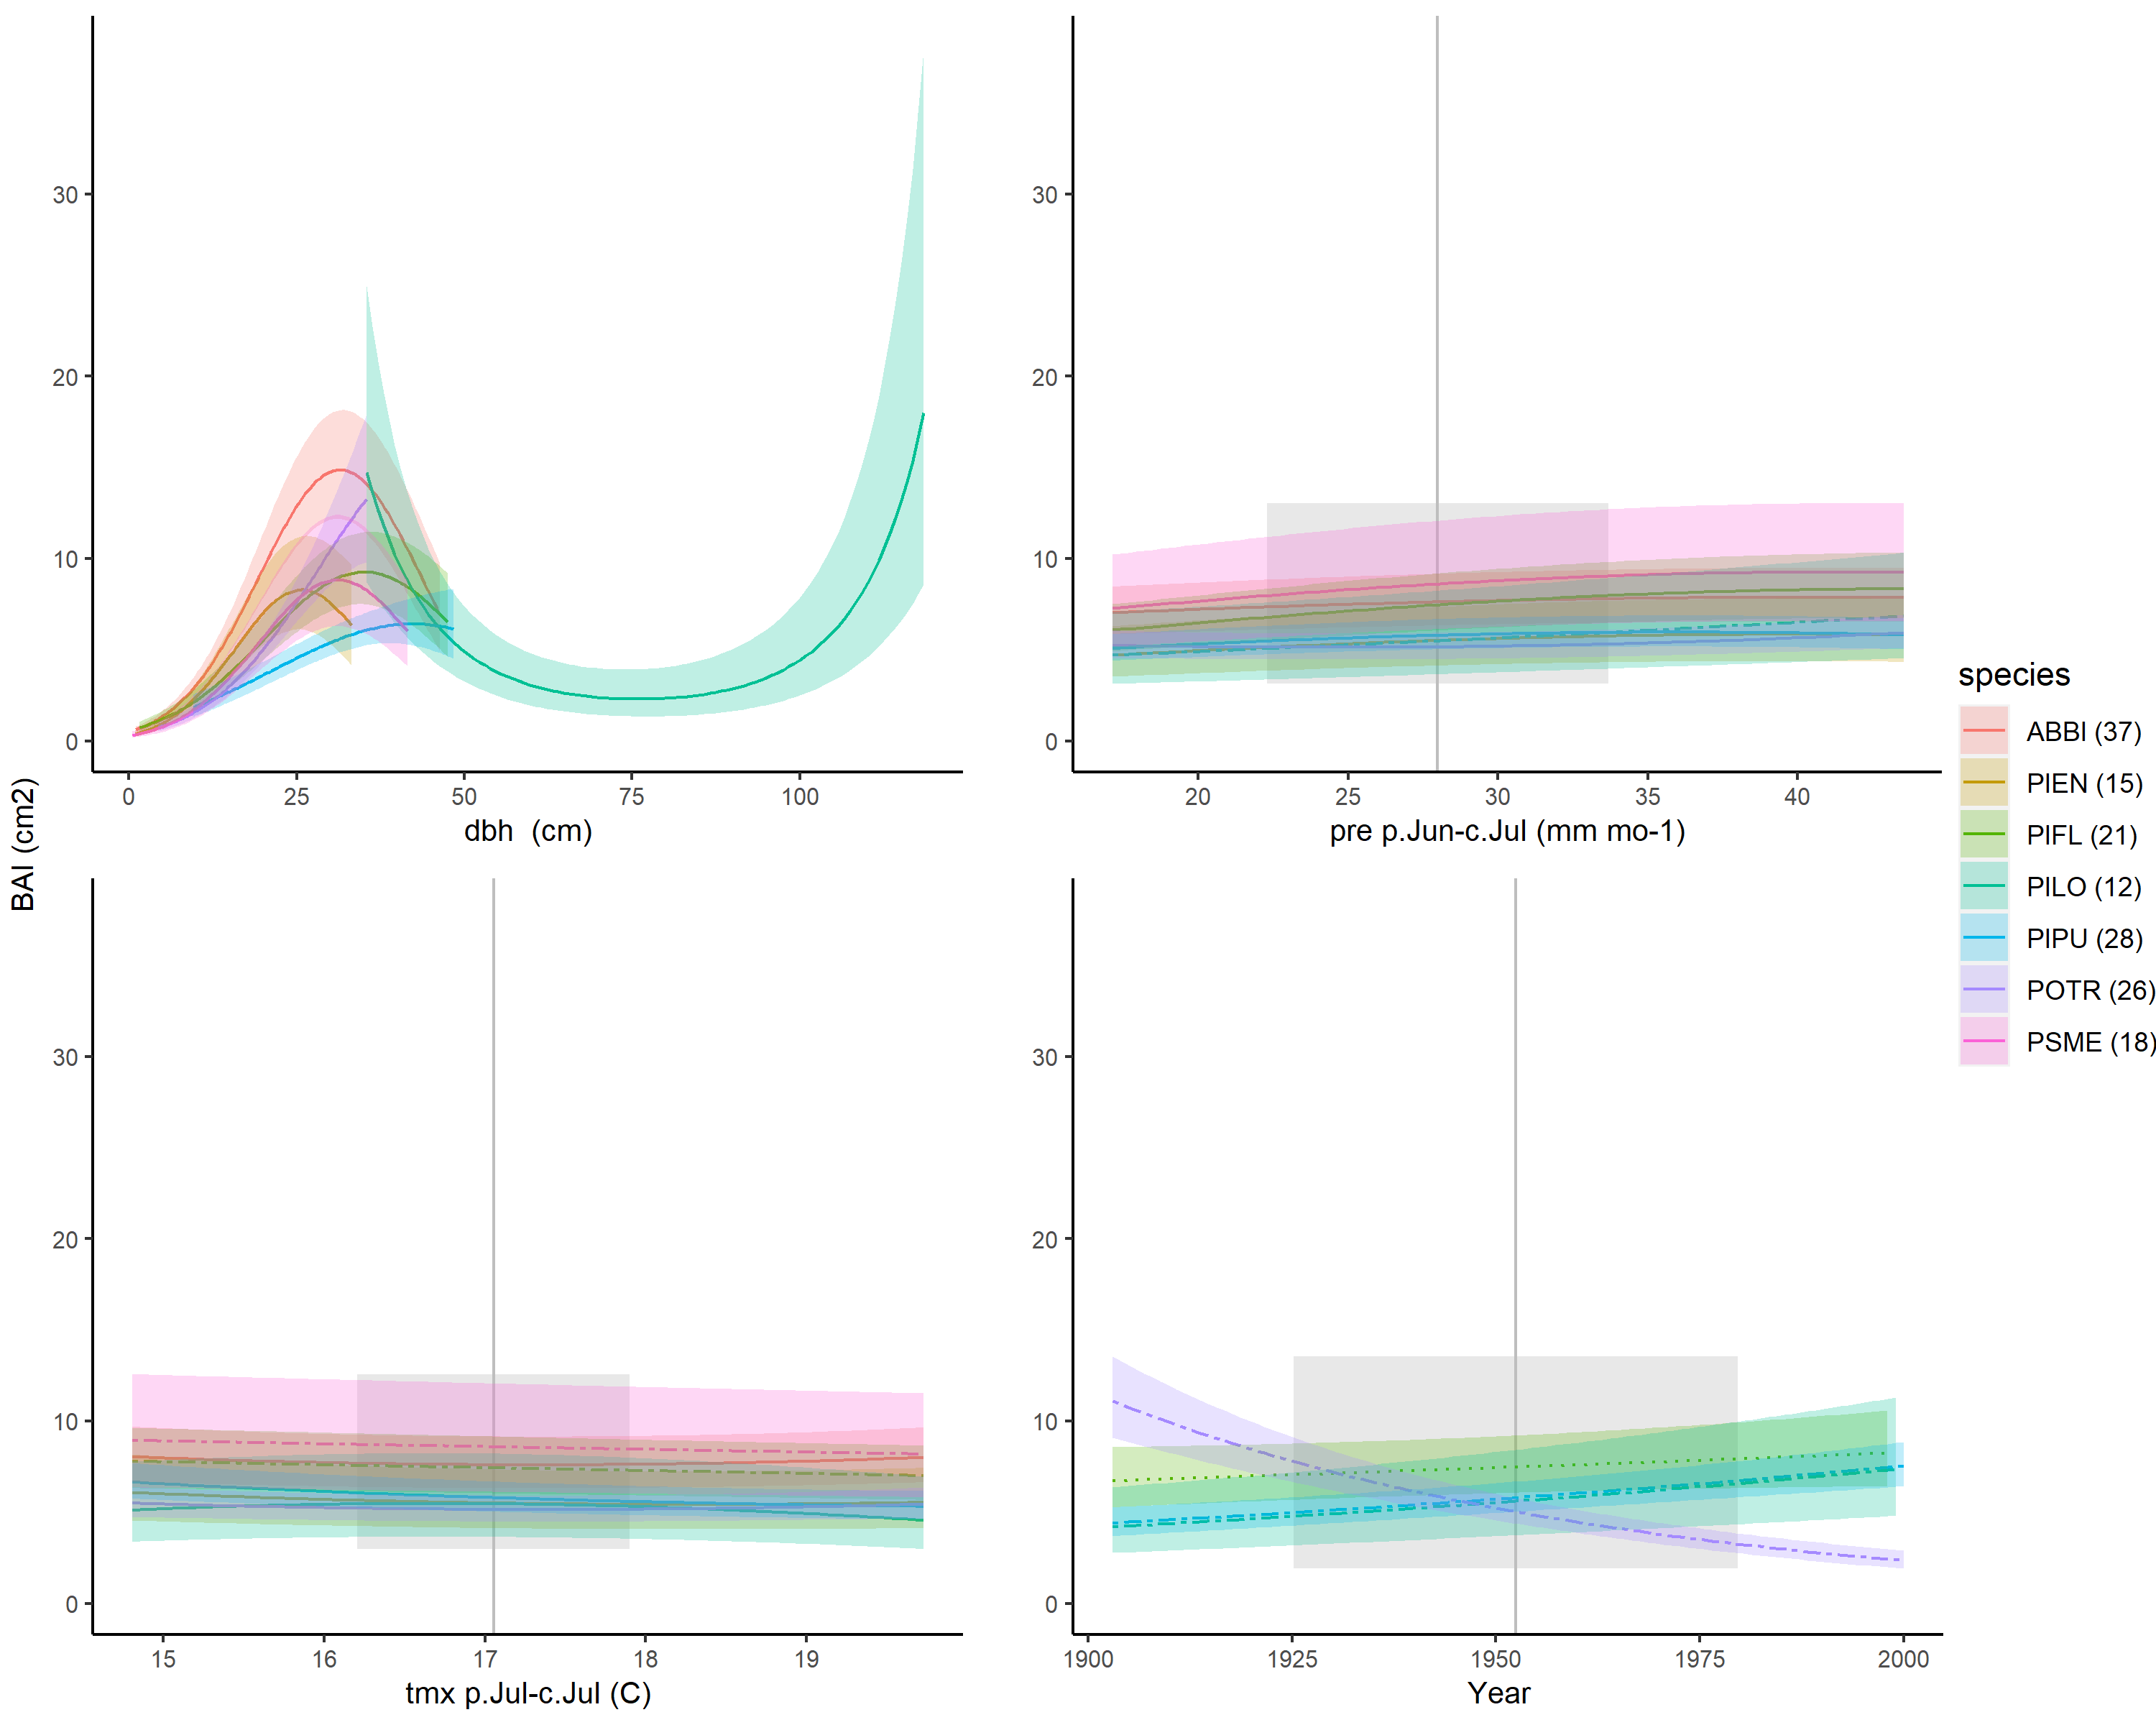 BAI (cm2)
30
20
10
0
0 25 50 75 100
dbh (cm)
30
20
10
0
20 25 30 35 40
pre p.Jun-c.Jul (mm mo-1)
30
20
10
0
15 16 17 18 19
tmx p.Jul-c.Jul (C)
30
20
10
0
1900 1925 1950 1975 2000
Year
species
ABBI (37)
PIEN (15)
PIFL (21)
PILO (12)
PIPU (28)
POTR (26)
PSME (18)